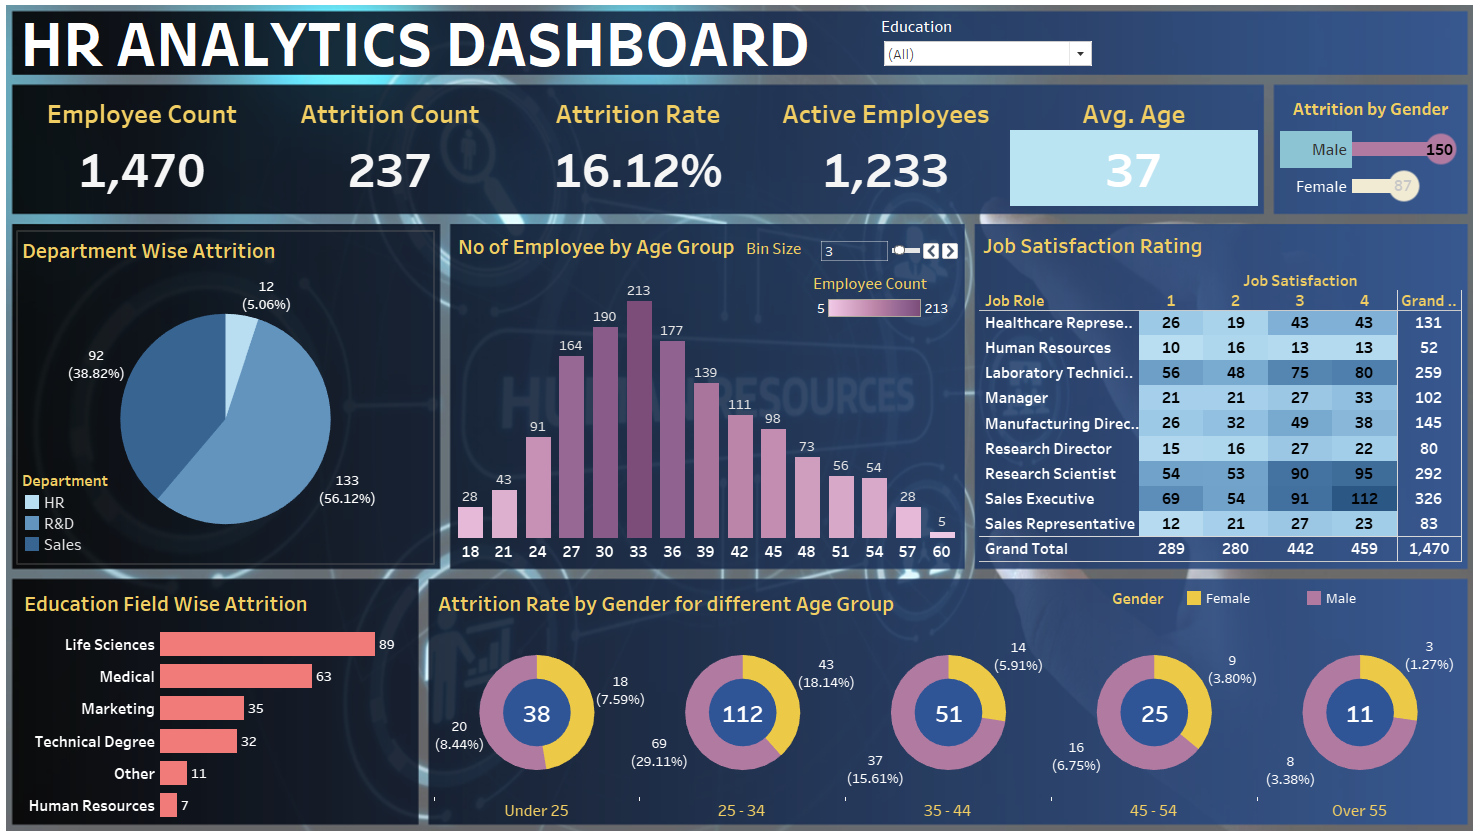 HR ANALYTICS DASHBOARD
Education
(All)
Employee Count
1,470
Attrition Count
237
Attrition Rate
16.12%
Active Employees
1,233
Avg. Age
37
Attrition by Gender
Male 150
Female 87
Department Wise Attrition
12
(5.06%)
92
(38.82%)
133
(56.12%)
Department
HR
R&D
Sales
No of Employee by Age Group
Bin Size
3
Employee Count
5 213
28 43 91 164 190 213 177 139 111 98 73 56 54 28 5
18 21 24 27 30 33 36 39 42 45 48 51 54 57 60
Job Satisfaction Rating
Job Satisfaction
Job Role 1 2 3 4 Grand ..
Healthcare Represe.. 26 19 43 43 131
Human Resources 10 16 13 13 52
Laboratory Technici.. 56 48 75 80 259
Manager 21 21 27 33 102
Manufacturing Direc.. 26 32 49 38 145
Research Director 15 16 27 22 80
Research Scientist 54 53 90 95 292
Sales Executive 69 54 91 112 326
Sales Representative 12 21 27 23 83
Grand Total 289 280 442 459 1,470
Education Field Wise Attrition
Life Sciences 89
Medical 63
Marketing 35
Technical Degree 32
Other 11
Human Resources 7
Attrition Rate by Gender for different Age Group
Gender Female Male
18
(7.59%)
38
20
(8.44%)
Under 25
43
(18.14%)
112
69
(29.11%)
25 - 34
14
(5.91%)
51
37
(15.61%)
35 - 44
9
(3.80%)
25
16
(6.75%)
45 - 54
3
(1.27%)
11
8
(3.38%)
Over 55